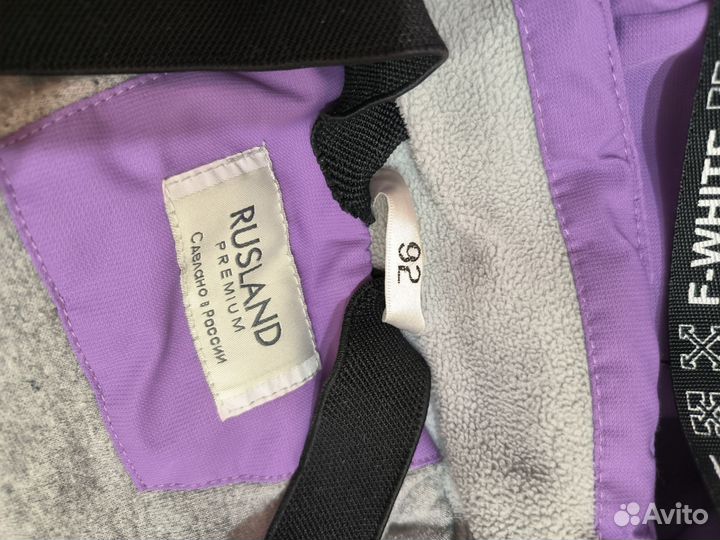 RUSLAND
PREMIUM
Сделано в России
92
F-WHITE
Avito